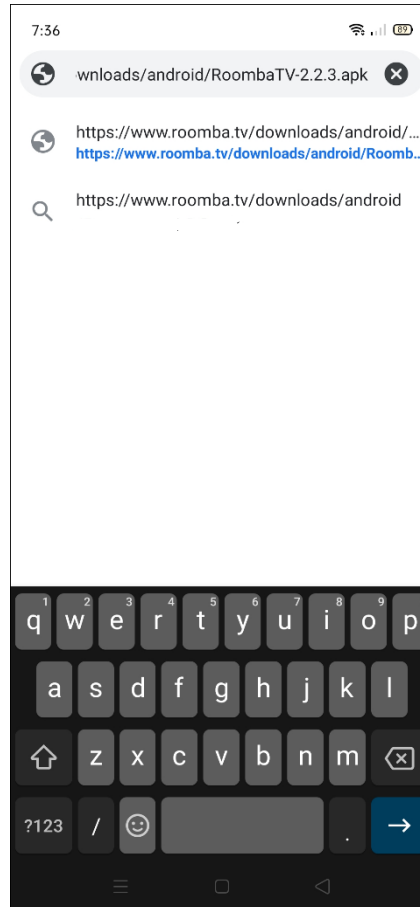 7:36
89
wnloads/android/RoombaTV-2.2.3.apk
https://www.roomba.tv/downloads/android/...
https://www.roomba.tv/downloads/android/Roomb...
https://www.roomba.tv/downloads/android
1 2 3 4 5 6 7 8 9
q w e r t y u i o p
a s d f g h j k l
z x c v b n m
?123 / .